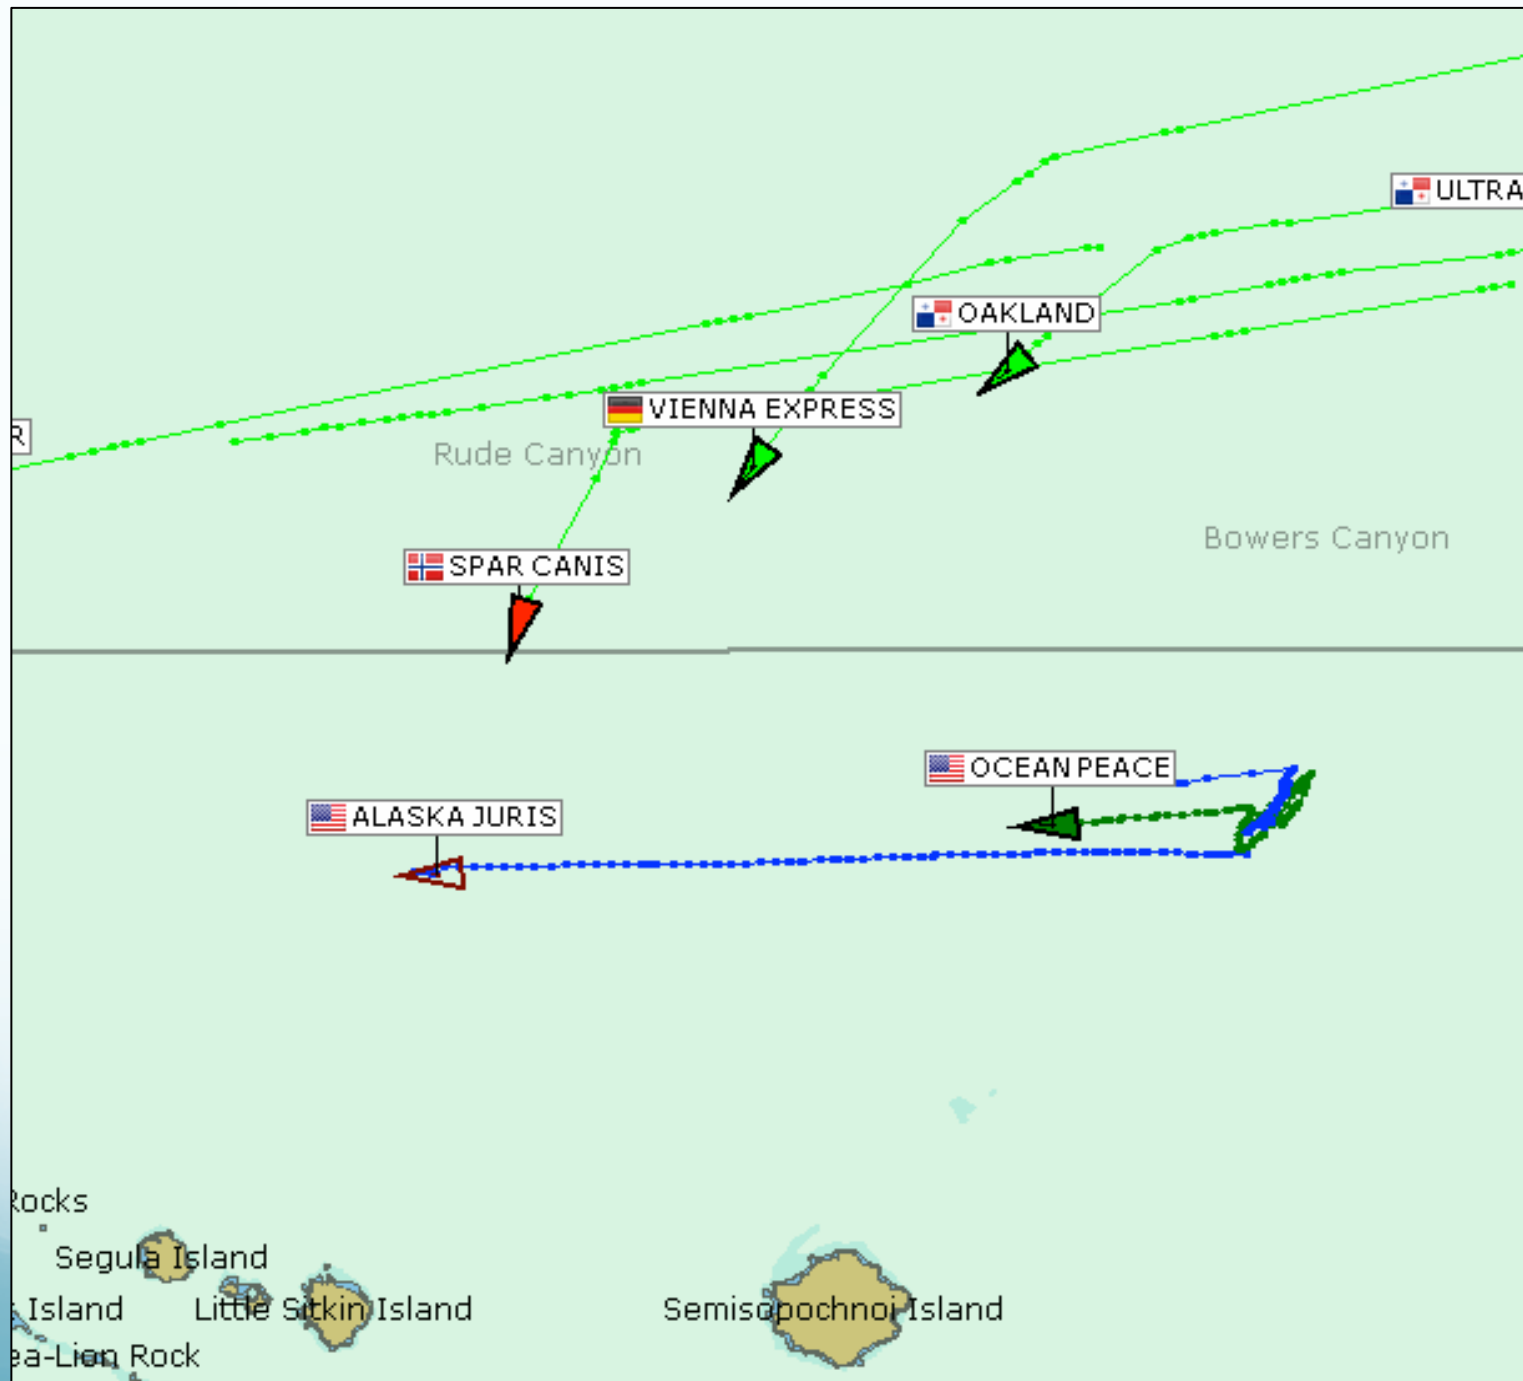 ULTRA
OAKLAND
VIENNA EXPRESS
R
Rude Canyon
Bowers Canyon
SPAR CANIS
OCEAN PEACE
ALASKA JURIS
Rocks
Segula Island
Island
Little Sitkin Island
Semisopochnoi Island
ea-Lion Rock